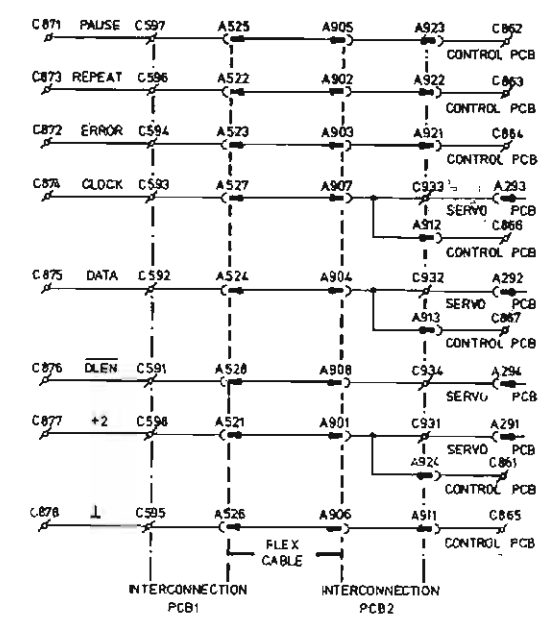 C871 PAUSE C597 A525 A905 A923 C862
CONTROL PCB
C873 REPEAT C596 A522 A902 A922 C863
CONTROL PCB
C872 ERROR C594 A523 A903 A921 C864
CONTROL PCB
C874 CLOCK C593 A527 A907 C933 A293
SERVO PCB
A912 C866
CONTROL PCB
C875 DATA C592 A524 A904 C932 A292
SERVO PCB
A913 C867
CONTROL PCB
C876 DLEN C591 A528 A908 C934 A294
SERVO PCB
C877 +2 C598 A521 A901 C931 A291
SERVO PCB
A924 C861
CONTROL PCB
C878 ⊥ C595 A526 A906 A911 C865
CONTROL PCB
FLEX
CABLE
INTERCONNECTION INTERCONNECTION
PCB1 PCB2